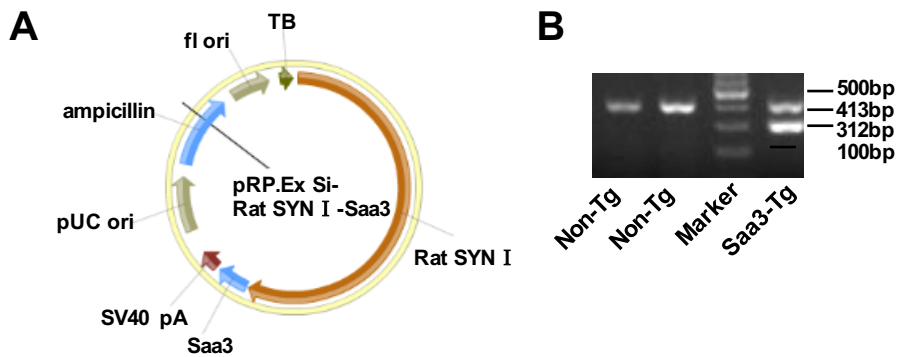 A
TB
fl ori
ampicillin
pRP.Ex Si-
Rat SYN I -Saa3
pUC ori
Rat SYN I
SV40 pA
Saa3
B
500bp
413bp
312bp
100bp
Non-Tg
Non-Tg
Marker
Saa3-Tg